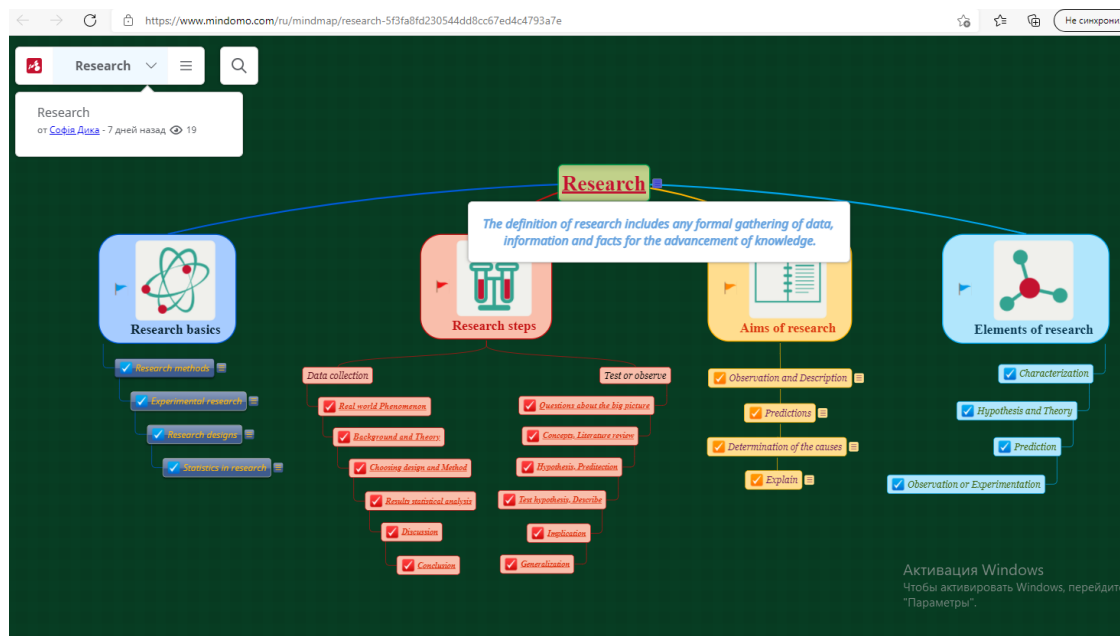 https://www.mindomo.com/ru/mindmap/research-5f3fa8fd230544dd8cc67ed4c4793a7e
Не синхрони
Research
Research
от Софія Дика - 7 дней назад 19
Research
The definition of research includes any formal gathering of data,
information and facts for the advancement of knowledge.
Research basics
Research methods
Experimental research
Research designs
Statistics in research
Research steps
Data collection
Real world Phenomenon
Background and Theory
Choosing design and Method
Results statistical analysis
Discussion
Conclusion
Test or observe
Questions about the big picture
Concepts, Literature review
Hypothesis, Preditection
Test hypothesis, Describe
Implication
Generalization
Aims of research
Observation and Description
Predictions
Determination of the causes
Explain
Elements of research
Characterization
Hypothesis and Theory
Prediction
Observation or Experimentation
Активация Windows
Чтобы активировать Windows, перейдите
"Параметры".